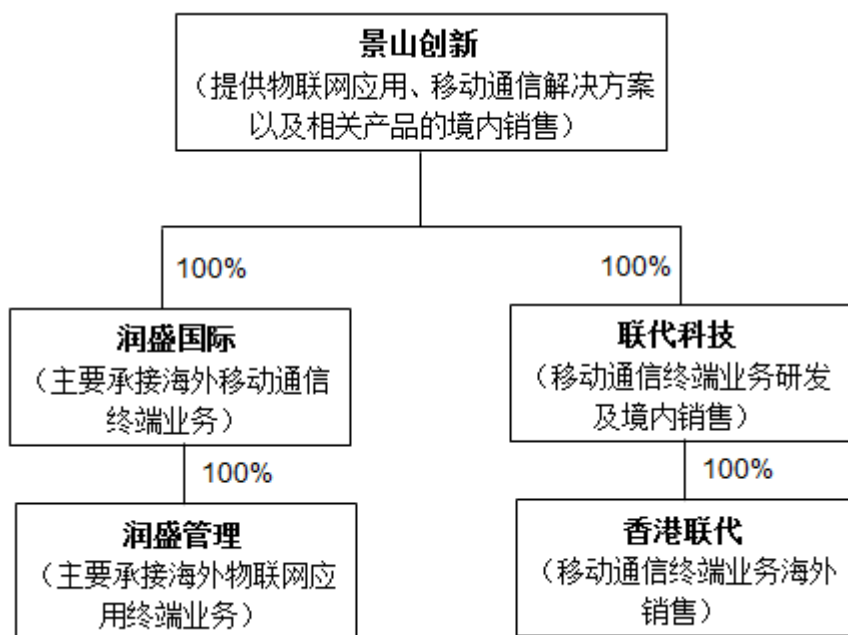 景山创新
（提供物联网应用、移动通信解决方案
以及相关产品的境内销售）
100%
100%
润盛国际
（主要承接海外移动通信
终端业务）
联代科技
（移动通信终端业务研发
及境内销售）
100%
100%
润盛管理
（主要承接海外物联网应
用终端业务）
香港联代
（移动通信终端业务海外
销售）